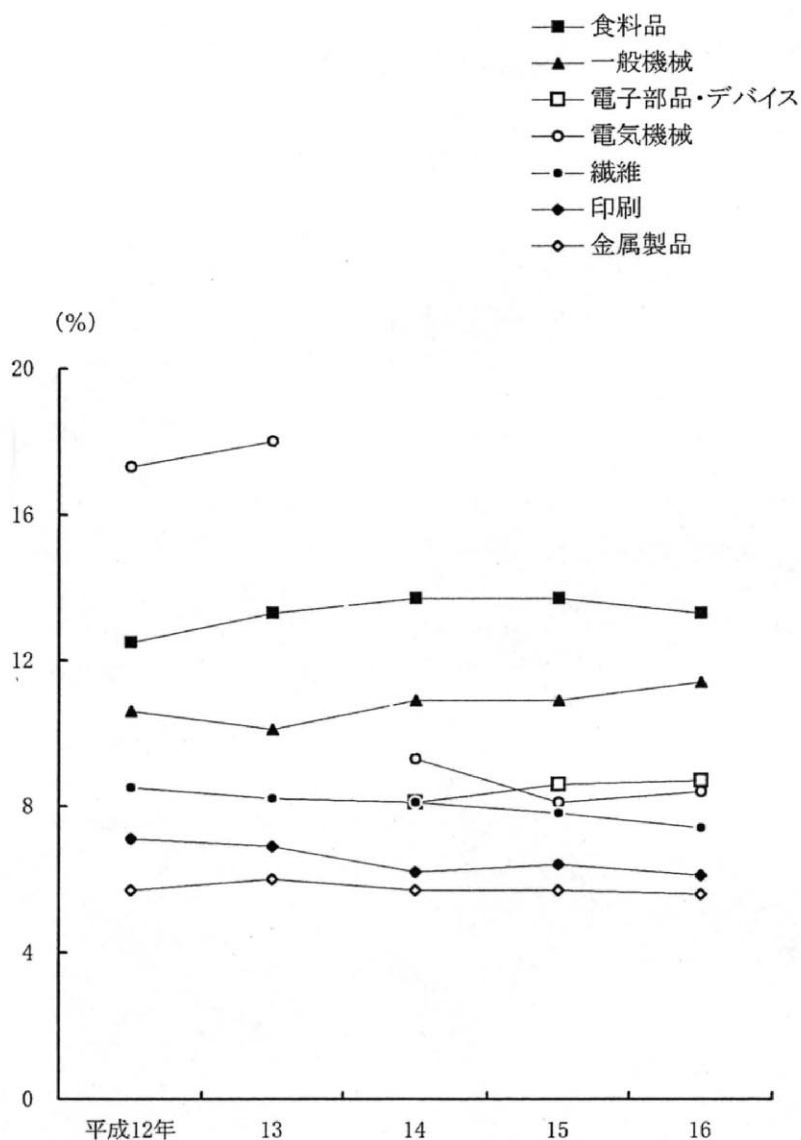 食料品
一般機械
電子部品・デバイス
電気機械
繊維
印刷
金属製品
(%)
20
16
12
8
4
0
平成12年 13 14 15 16